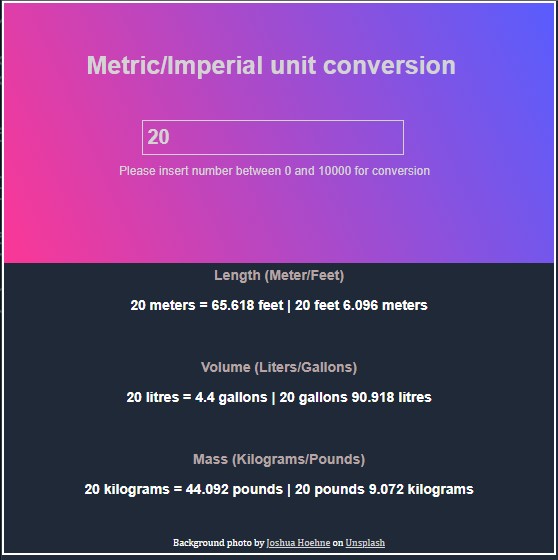 Metric/Imperial unit conversion
20
Please insert number between 0 and 10000 for conversion
Length (Meter/Feet)
20 meters = 65.618 feet | 20 feet 6.096 meters
Volume (Liters/Gallons)
20 litres = 4.4 gallons | 20 gallons 90.918 litres
Mass (Kilograms/Pounds)
20 kilograms = 44.092 pounds | 20 pounds 9.072 kilograms
Background photo by Joshua Hoehne on Unsplash